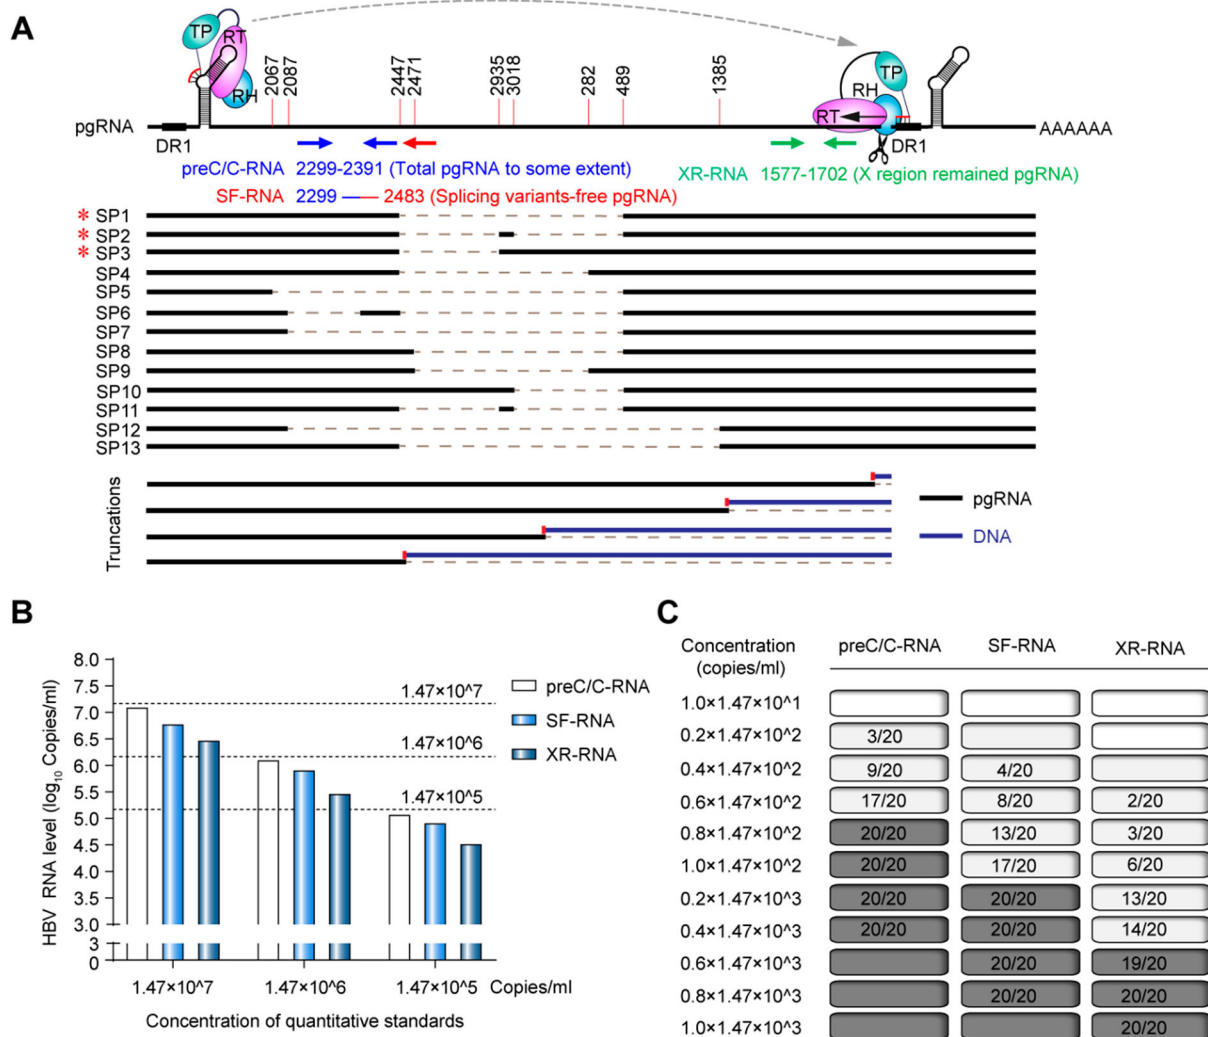 A
TP
RT
RH
2067
2087
2447
2471
2935
3018
282
489
1385
TP
RH
RT
pgRNA
DR1
DR1
AAAAAA
preC/C-RNA 2299-2391 (Total pgRNA to some extent)
XR-RNA 1577-1702 (X region remained pgRNA)
SF-RNA 2299 2483 (Splicing variants-free pgRNA)
* SP1
* SP2
* SP3
SP4
SP5
SP6
SP7
SP8
SP9
SP10
SP11
SP12
SP13
Truncations
pgRNA
DNA
B
HBV RNA level (log10 Copies/ml)
8.0
7.5
7.0
6.5
6.0
5.5
5.0
4.5
4.0
3.5
3.0
3
0
1.47×10^7
1.47×10^6
1.47×10^5
preC/C-RNA
SF-RNA
XR-RNA
1.47×10^7 1.47×10^6 1.47×10^5 Copies/ml
Concentration of quantitative standards
C
Concentration
(copies/ml)
preC/C-RNA SF-RNA XR-RNA
1.0×1.47×10^1
0.2×1.47×10^2 3/20
0.4×1.47×10^2 9/20 4/20
0.6×1.47×10^2 17/20 8/20 2/20
0.8×1.47×10^2 20/20 13/20 3/20
1.0×1.47×10^2 20/20 17/20 6/20
0.2×1.47×10^3 20/20 20/20 13/20
0.4×1.47×10^3 20/20 20/20 14/20
0.6×1.47×10^3 20/20 19/20
0.8×1.47×10^3 20/20 20/20
1.0×1.47×10^3 20/20